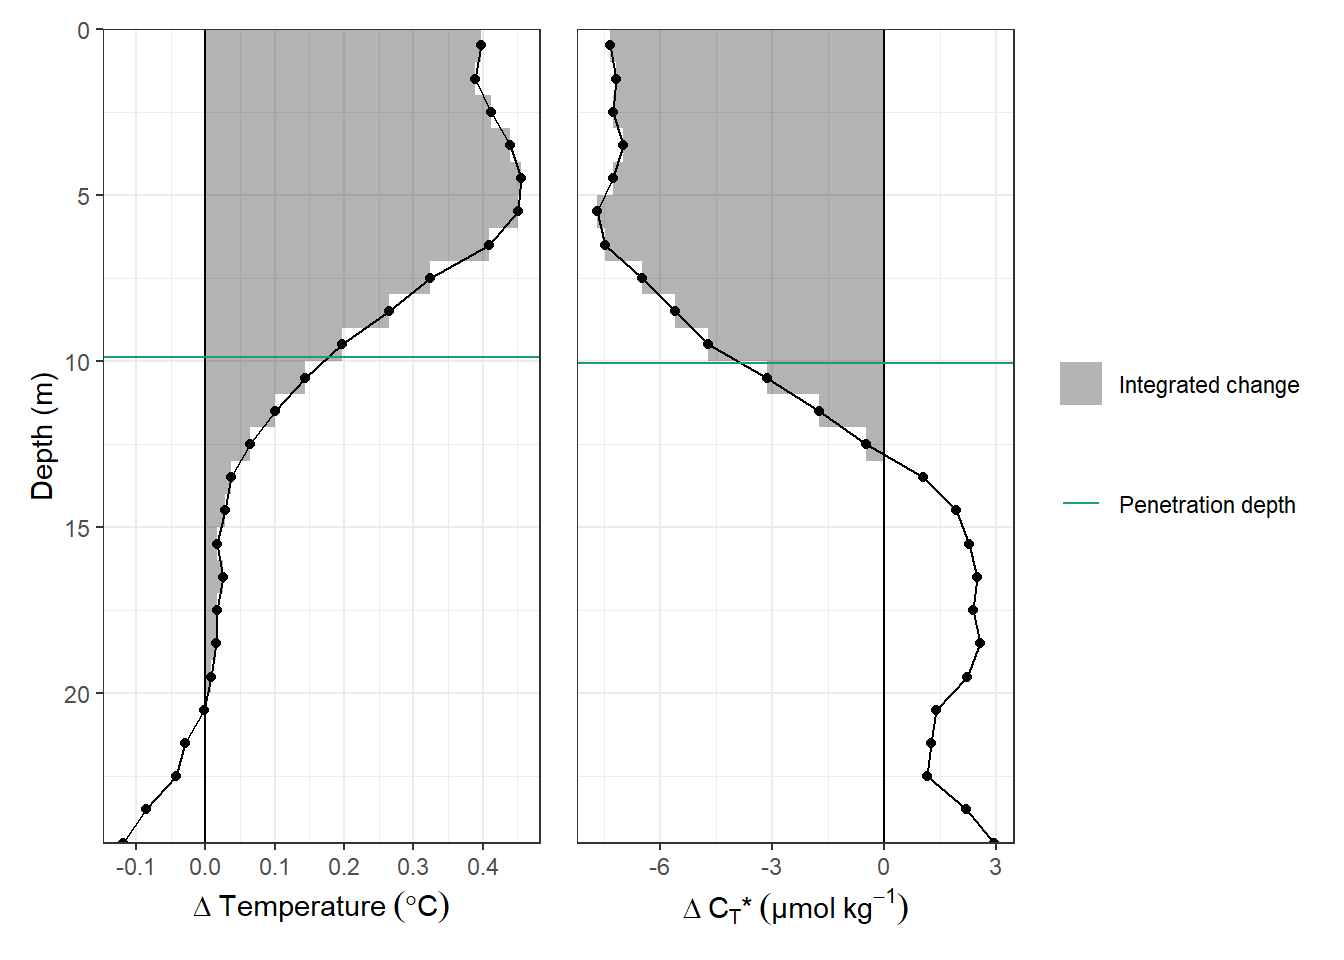 0
5
10
15
20
Depth (m)
-0.1 0.0 0.1 0.2 0.3 0.4
Δ Temperature (°C)
-6 -3 0 3
Δ C_T* (µmol kg⁻¹)
Integrated change
Penetration depth